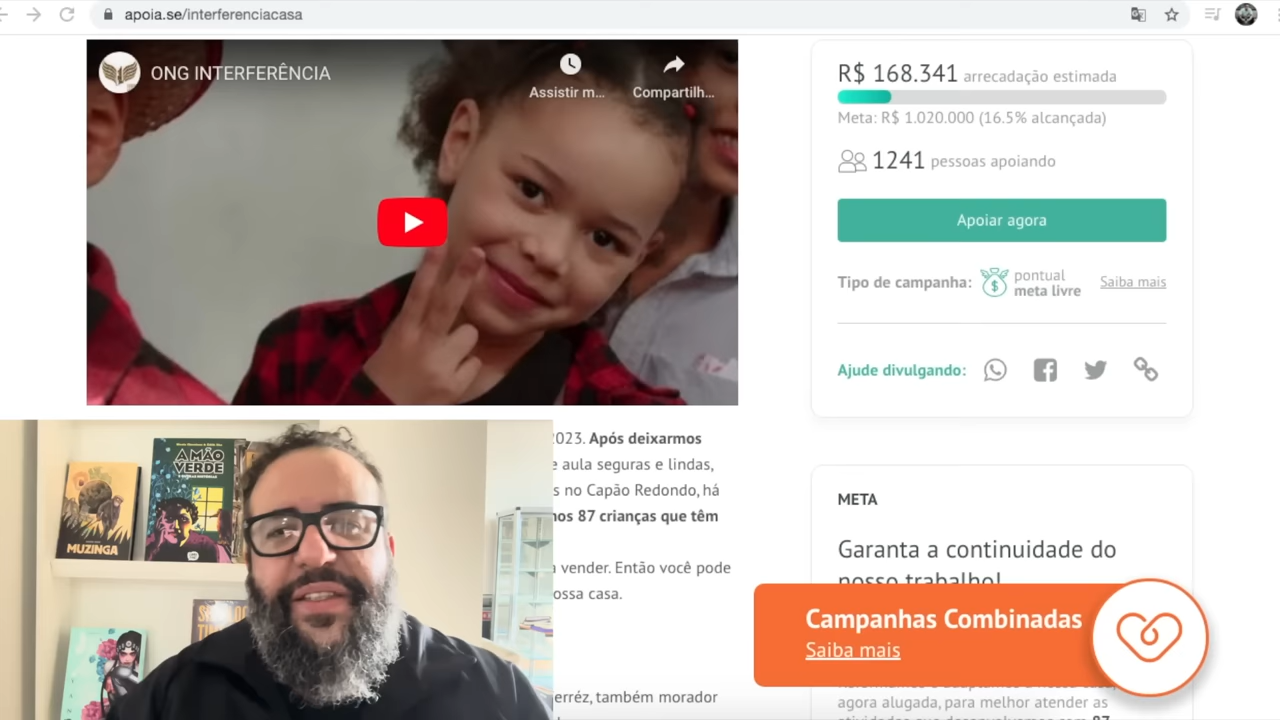 apoia.se/interferenciacasa
ONG INTERFERÊNCIA
Assistir m...
Compartilh...
R$ 168.341 arrecadação estimada
Meta: R$ 1.020.000 (16.5% alcançada)
1241 pessoas apoiando
Apoiar agora
Tipo de campanha: pontual meta livre Saiba mais
Ajude divulgando:
2023. Após deixarmos
aula seguras e lindas,
s no Capão Redondo, há
nos 87 crianças que têm
a vender. Então você pode
ossa casa.
erréz, também morador
META
Garanta a continuidade do
nosso trabalho!
Campanhas Combinadas
Saiba mais
agora alugada, para melhor atender as
A MÃO
VERDE
MUZINGA